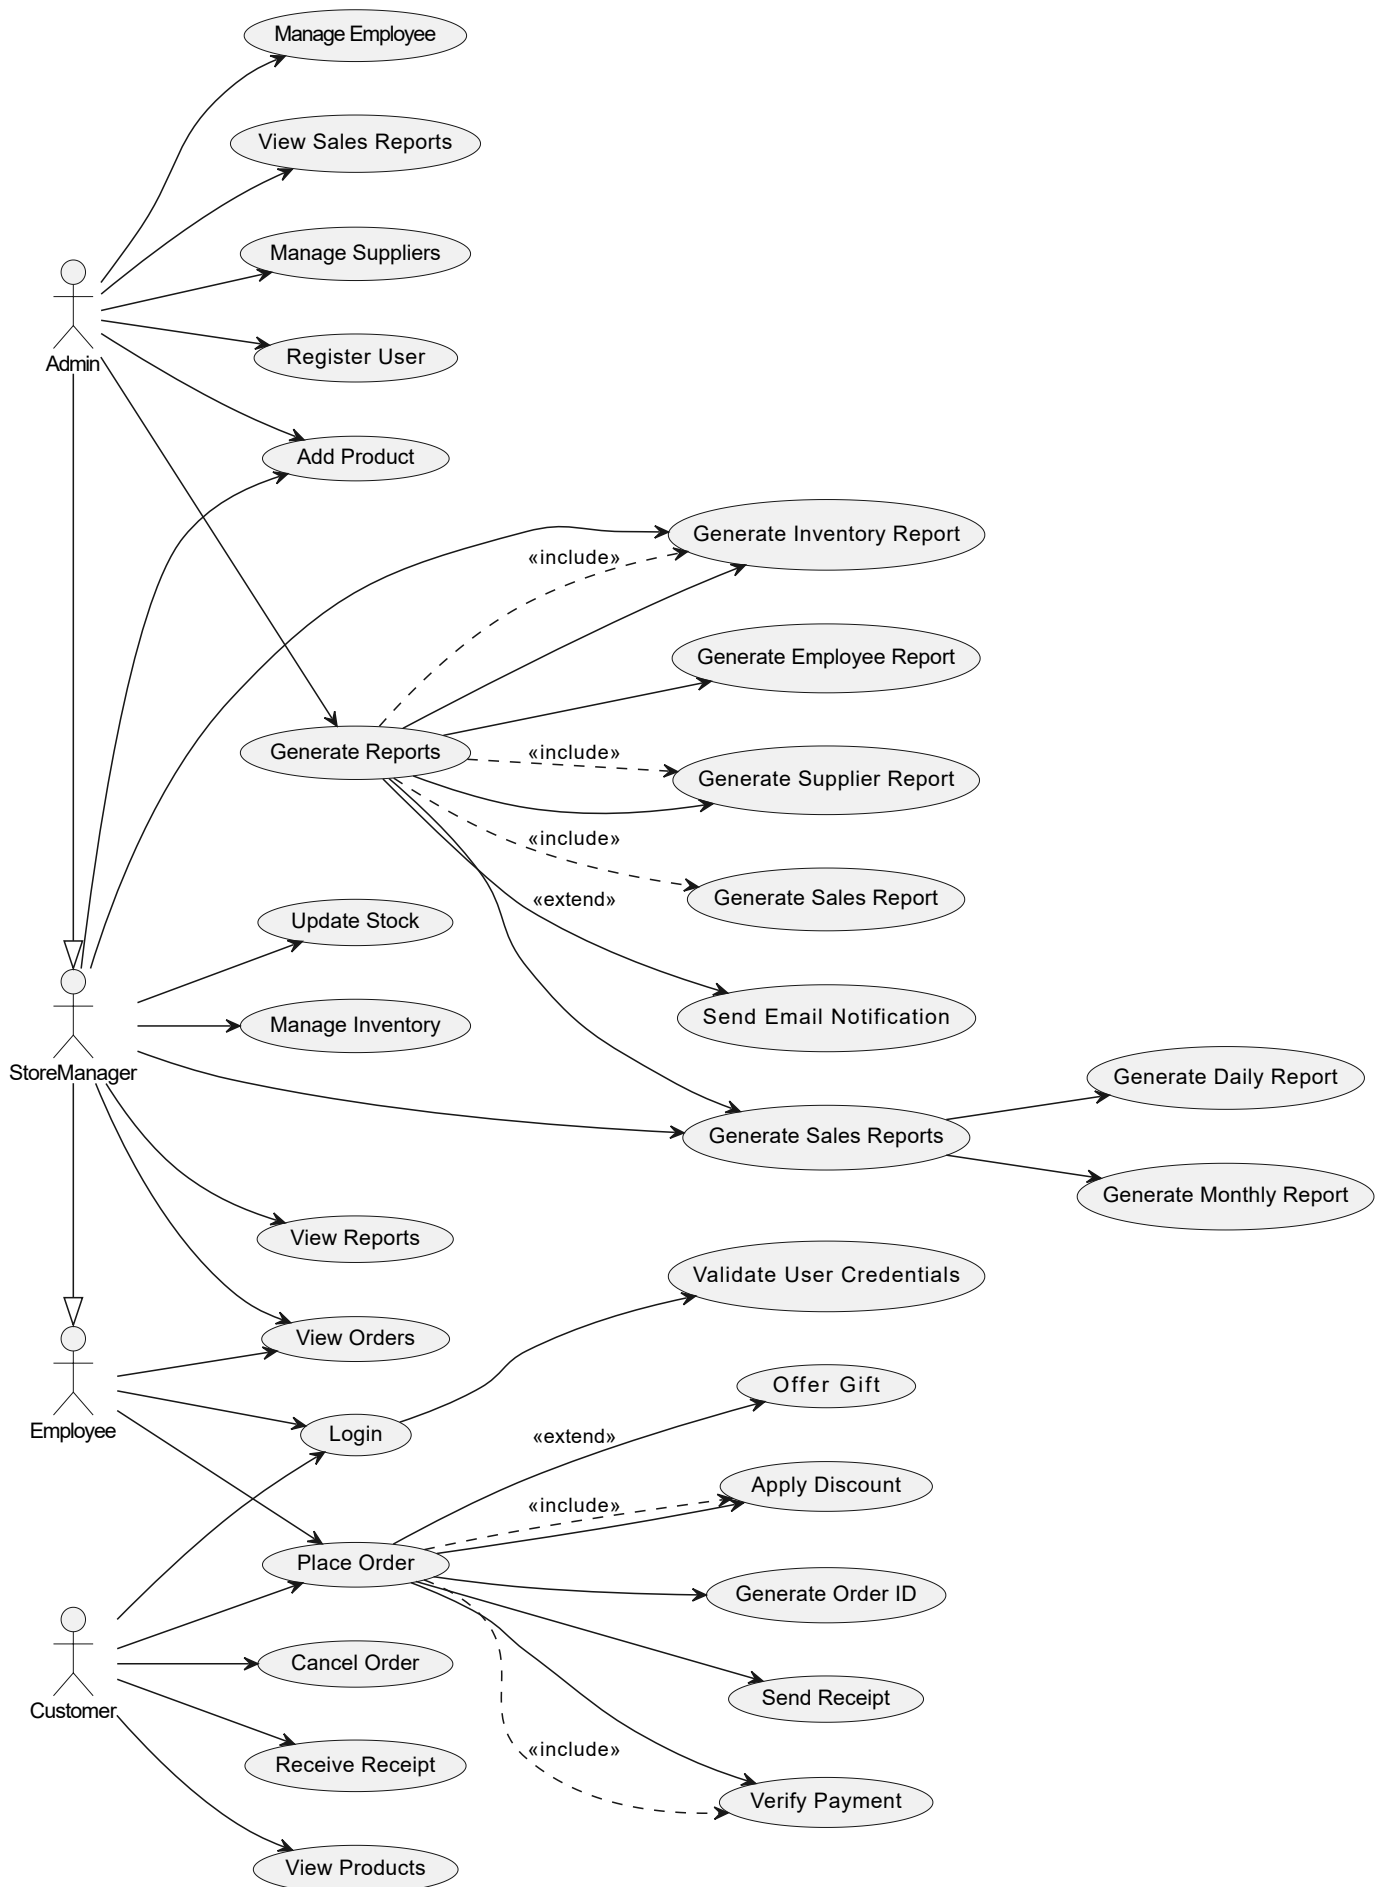 Manage Employee
View Sales Reports
Manage Suppliers
Register User
Admin
Add Product
Generate Inventory Report
«include»
Generate Employee Report
Generate Reports
«include»
Generate Supplier Report
«include»
Generate Sales Report
«extend»
Update Stock
Send Email Notification
Manage Inventory
StoreManager
Generate Daily Report
Generate Sales Reports
Generate Monthly Report
View Reports
Validate User Credentials
View Orders
Offer Gift
Employee
Login
«extend»
Apply Discount
«include»
Place Order
Generate Order ID
Cancel Order
Send Receipt
Customer
«include»
Receive Receipt
Verify Payment
View Products